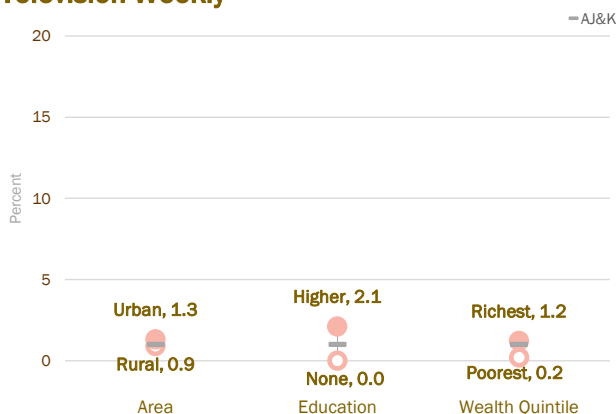 Television Weekly
AJ&K
20
15
10
5
0
Percent
Urban, 1.3
Rural, 0.9
Higher, 2.1
None, 0.0
Richest, 1.2
Poorest, 0.2
Area
Education
Wealth Quintile